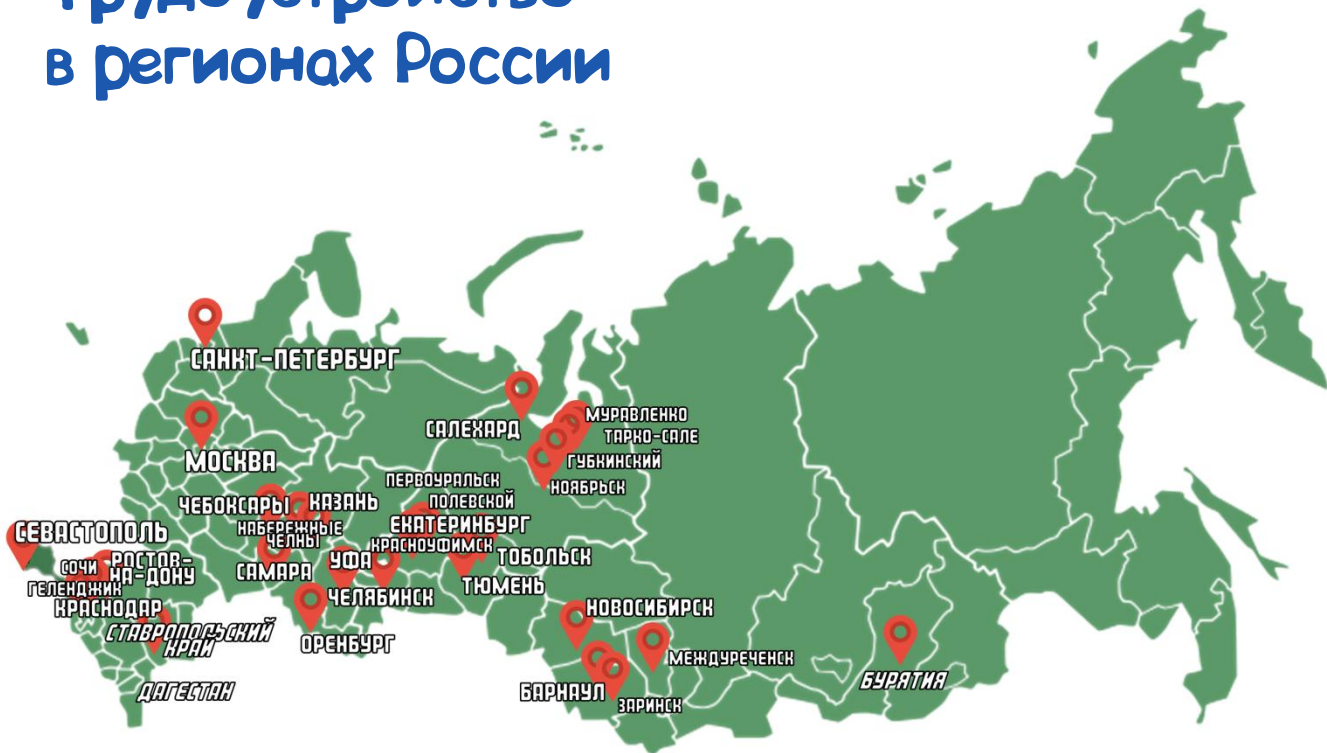 Трудоустройство
в регионах России
САНКТ-ПЕТЕРБУРГ
САЛЕХАРД
МУРАВЛЕНКО
ТАРКО-САЛЕ
ГУБКИНСКИЙ
НОЯБРЬСК
МОСКВА
ПЕРВОУРАЛЬСК
ПОЛЕВСКОЙ
ЧЕБОКСАРЫ
КАЗАНЬ
НАБЕРЕЖНЫЕ
ЧЕЛНЫ
ЕКАТЕРИНБУРГ
КРАСНОУФИМСК
СЕВАСТОПОЛЬ
СОЧИ
РОСТОВ-
НА-ДОНУ
ГЕЛЕНДЖИК
КРАСНОДАР
САМАРА
УФА
ТОБОЛЬСК
ТЮМЕНЬ
ЧЕЛЯБИНСК
СТАВРОПОЛЬСКИЙ
КРАЙ
ОРЕНБУРГ
НОВОСИБИРСК
МЕЖДУРЕЧЕНСК
БАРНАУЛ
ЗАРИНСК
БУРЯТИЯ
ДАГЕСТАН